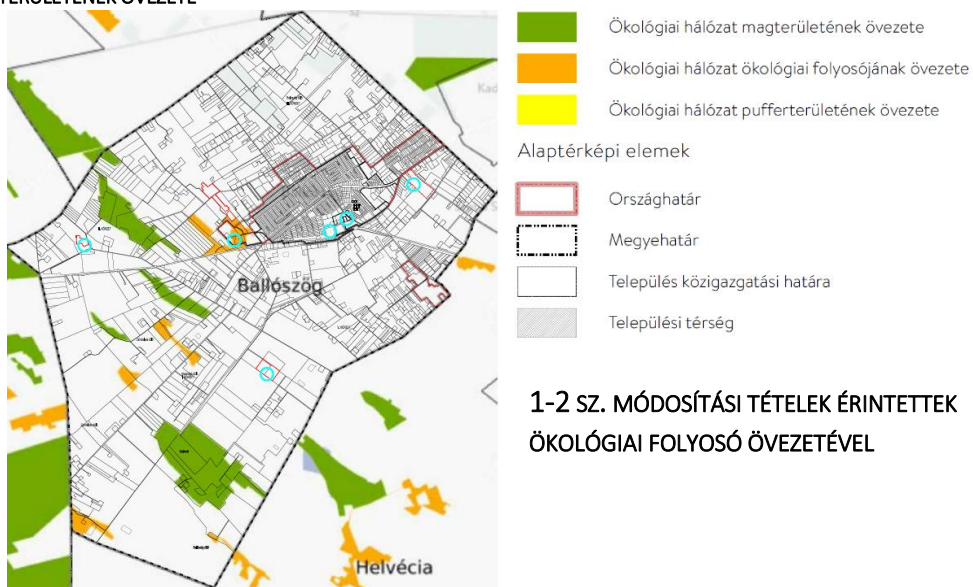 TERÜLETÉNEK ÖVEZETE
Ökológiai hálózat magterületének övezete
Ökológiai hálózat ökológiai folyosójának övezete
Ökológiai hálózat pufferterületének övezete
Alaptérképi elemek
Országhatár
Megyehatár
Település közigazgatási határa
Települési térség
Kad
Ballószög
Helvécia
1-2 SZ. MÓDOSÍTÁSI TÉTELEK ÉRINTETTEK
ÖKOLÓGIAI FOLYOSÓ ÖVEZETÉVEL